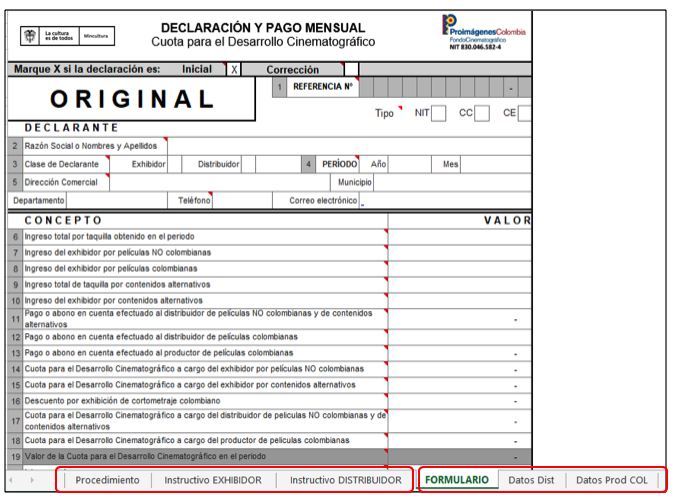 La cultura es de todos
Mincultura
DECLARACIÓN Y PAGO MENSUAL
Cuota para el Desarrollo Cinematográfico
ProimágenesColombia
FondoCinematográfico
NIT 830.046.582-4
Marque X si la declaración es: Inicial X Corrección
ORIGINAL
1 REFERENCIA Nº -
Tipo NIT CC CE
DECLARANTE
2 Razón Social o Nombres y Apellidos
3 Clase de Declarante Exhibidor Distribuidor 4 PERÍODO Año Mes
5 Dirección Comercial Municipio
Departamento Teléfono Correo electrónico
CONCEPTO VALOR
6 Ingreso total por taquilla obtenido en el periodo
7 Ingreso del exhibidor por películas NO colombianas
8 Ingreso del exhibidor por películas colombianas
9 Ingreso total de taquilla por contenidos alternativos
10 Ingreso del exhibidor por contenidos alternativos
11 Pago o abono en cuenta efectuado al distribuidor de películas NO colombianas y de contenidos
alternativos -
12 Pago o abono en cuenta efectuado al distribuidor de películas colombianas -
13 Pago o abono en cuenta efectuado al productor de películas colombianas -
14 Cuota para el Desarrollo Cinematográfico a cargo del exhibidor por películas NO colombianas -
15 Cuota para el Desarrollo Cinematográfico a cargo del exhibidor por contenidos alternativos -
16 Descuento por exhibición de cortometraje colombiano -
17 Cuota para el Desarrollo Cinematográfico a cargo del distribuidor de peliculas NO colombianas y de
contenidos alternativos -
18 Cuota para el Desarrollo Cinematográfico a cargo del productor de peliculas colombianas -
19 Valor de la Cuota para el Desarrollo Cinematográfico en el periodo -
Procedimiento Instructivo EXHIBIDOR Instructivo DISTRIBUIDOR FORMULARIO Datos Dist Datos Prod COL